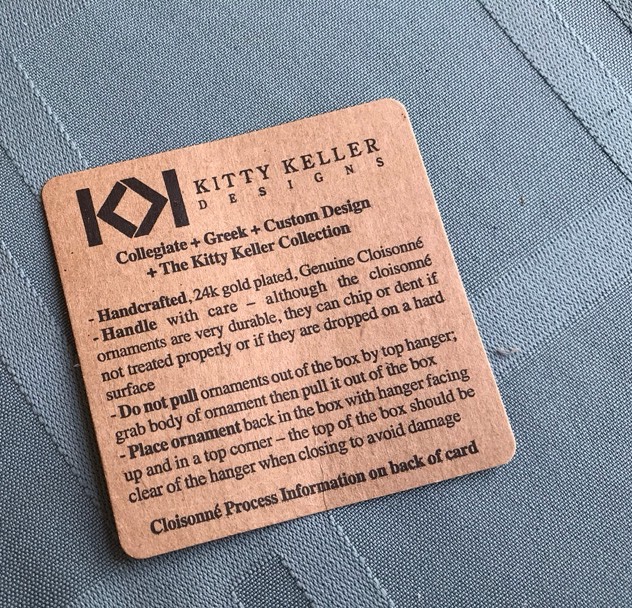 KITTY KELLER
DESIGNS
Collegiate + Greek + Custom Design
+ The Kitty Keller Collection
- Handcrafted, 24k gold plated, Genuine Cloisonné
- Handle with care – although the cloisonné
ornaments are very durable, they can chip or dent if
not treated properly or if they are dropped on a hard
surface
- Do not pull ornaments out of the box by top hanger;
grab body of ornament then pull it out of the box
- Place ornament back in the box with hanger facing
up and in a top corner – the top of the box should be
clear of the hanger when closing to avoid damage
Cloisonné Process Information on back of card